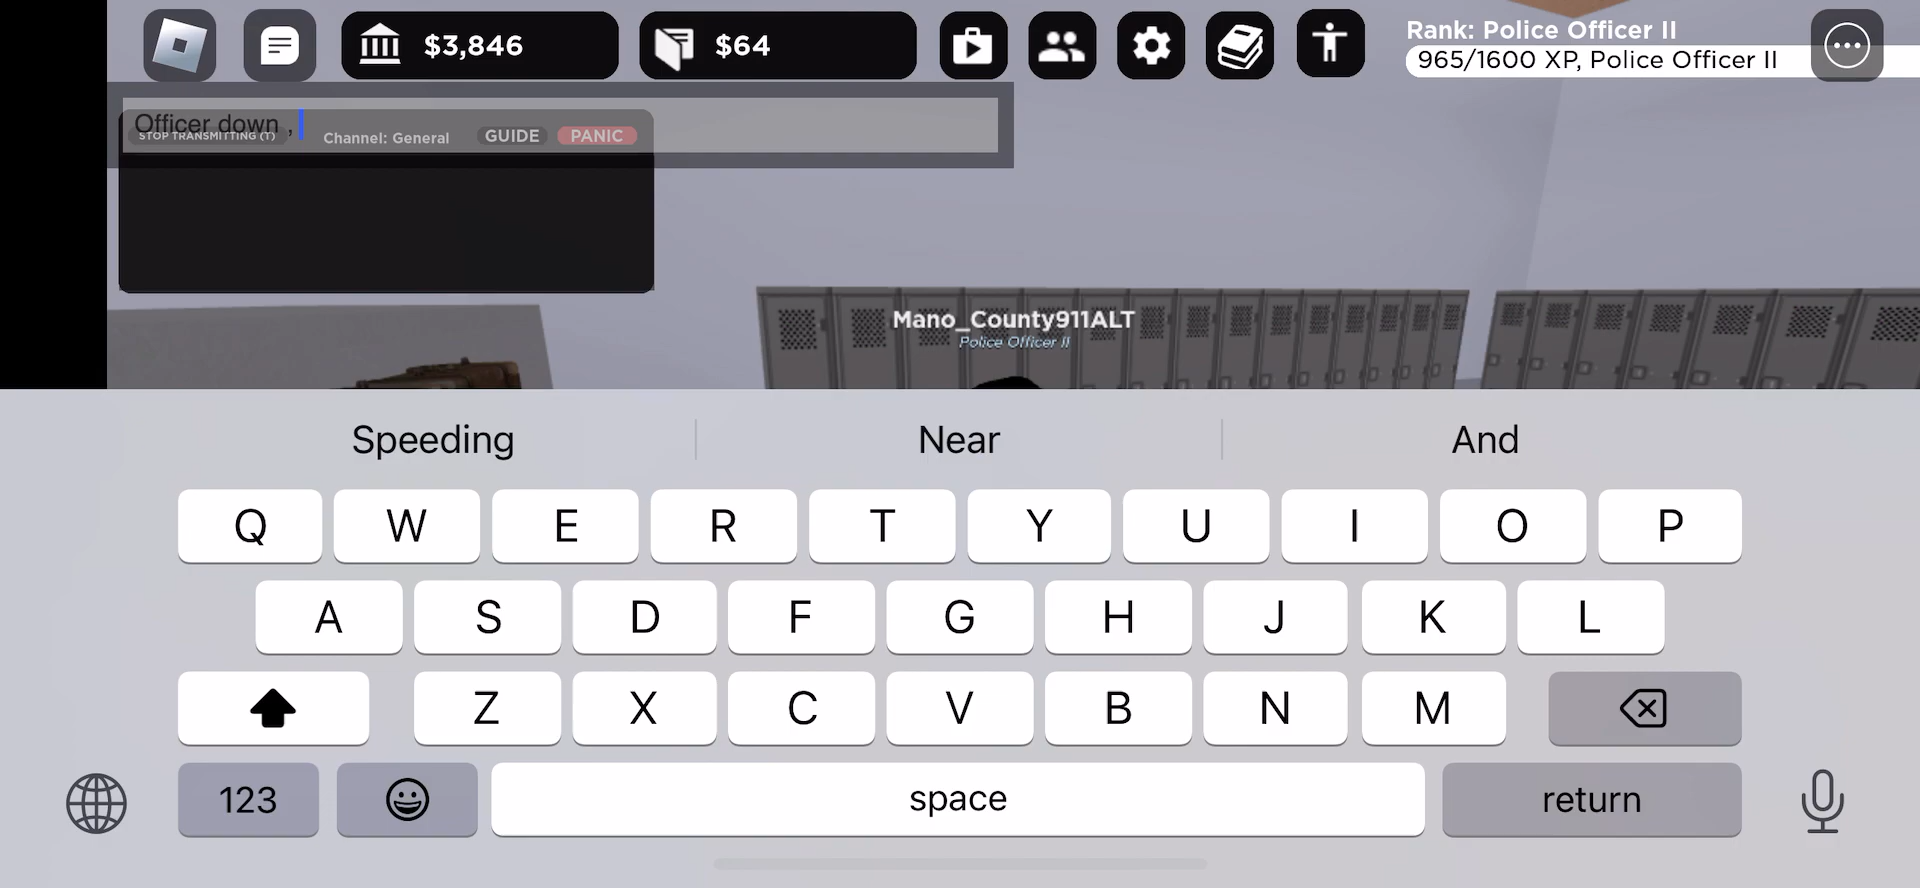 $3,846
$64
Rank: Police Officer II
965/1600 XP, Police Officer II
Officer down ,
STOP TRANSMITTING (T)
Channel: General
GUIDE
PANIC
Mano_County911ALT
Police Officer II
Speeding
Near
And
Q W E R T Y U I O P
A S D F G H J K L
Z X C V B N M
123
space
return